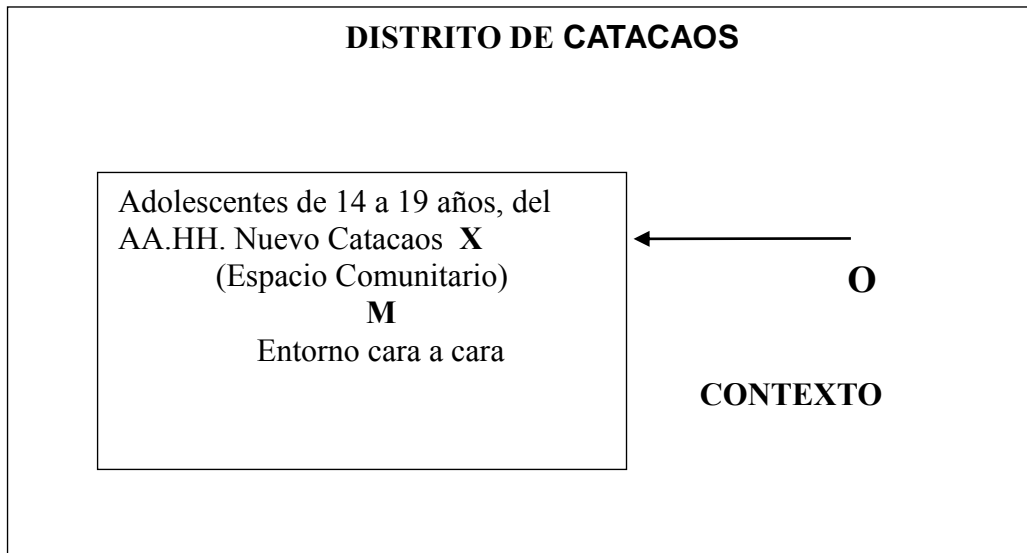 DISTRITO DE CATACAOS
Adolescentes de 14 a 19 años, del
AA.HH. Nuevo Catacaos X
(Espacio Comunitario)
M
Entorno cara a cara
O
CONTEXTO